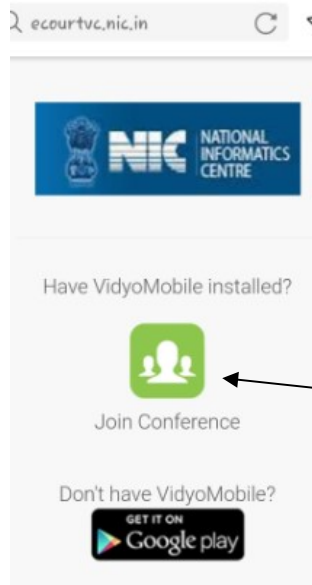 ecourtvc.nic.in
NIC
NATIONAL
INFORMATICS
CENTRE
Have VidyoMobile installed?
Join Conference
Don't have VidyoMobile?
GET IT ON
Google play